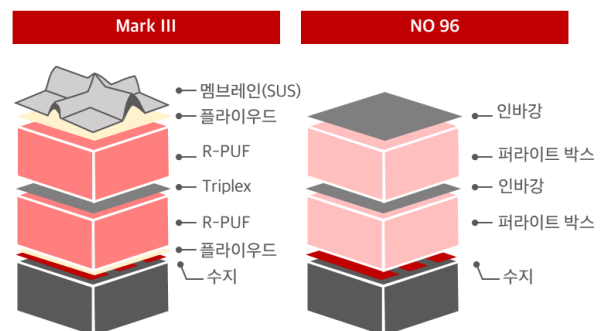 Mark III
멤브레인(SUS)
플라이우드
R-PUF
Triplex
R-PUF
플라이우드
수지
NO 96
인바강
퍼라이트 박스
인바강
퍼라이트 박스
수지